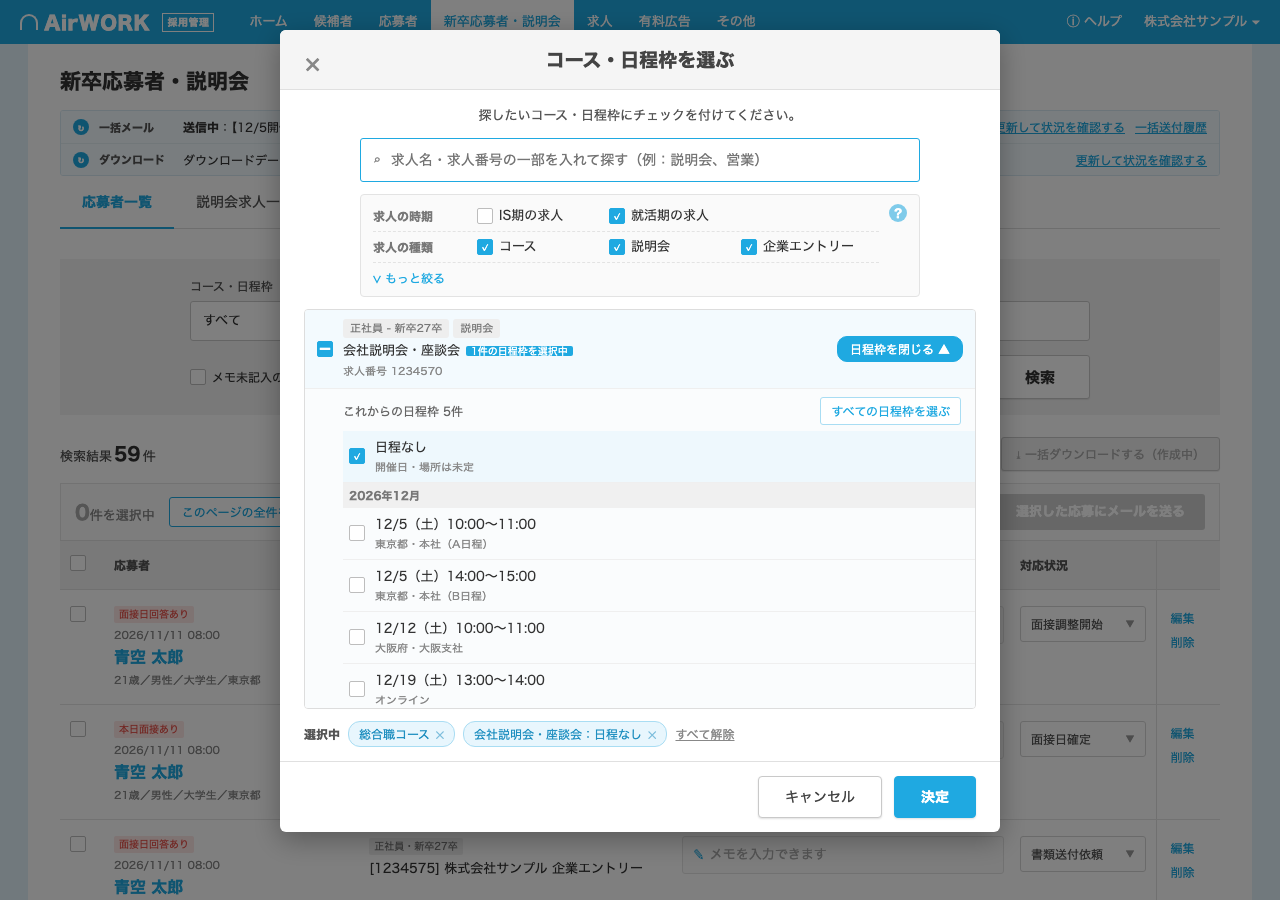 AirWORK 採用管理 ホーム 候補者 応募者 新卒応募者・説明会 求人 有料広告 その他 ヘルプ 株式会社サンプル
新卒応募者・説明会
一括メール 送信中：【12/5開
更新して状況を確認する 一括送付履歴
ダウンロード ダウンロードデー
更新して状況を確認する
応募者一覧 説明会求人一
コース・日程枠
すべて
メモ未記入の
検索
検索結果59件
↓一括ダウンロードする（作成中）
0件を選択中 このページの全件
選択した応募にメールを送る
応募者 対応状況
面接日回答あり
2026/11/11 08:00
青空 太郎
21歳／男性／大学生／東京都
面接調整開始 ▼
編集
削除
本日面接あり
2026/11/11 08:00
青空 太郎
21歳／男性／大学生／東京都
面接日確定 ▼
編集
削除
面接日回答あり
2026/11/11 08:00
青空 太郎
正社員・新卒27卒
[1234575] 株式会社サンプル 企業エントリー
メモを入力できます
書類送付依頼 ▼
編集
削除
× コース・日程枠を選ぶ
探したいコース・日程枠にチェックを付けてください。
求人名・求人番号の一部を入れて探す（例：説明会、営業）
求人の時期 IS期の求人 就活期の求人 ?
求人の種類 コース 説明会 企業エントリー
∨ もっと絞る
正社員 - 新卒27卒 説明会
会社説明会・座談会 1件の日程枠を選択中
求人番号 1234570
日程枠を閉じる ▲
これからの日程枠 5件 すべての日程枠を選ぶ
日程なし
開催日・場所は未定
2026年12月
12/5（土）10:00〜11:00
東京都・本社（A日程）
12/5（土）14:00〜15:00
東京都・本社（B日程）
12/12（土）10:00〜11:00
大阪府・大阪支社
12/19（土）13:00〜14:00
オンライン
選択中 総合職コース × 会社説明会・座談会：日程なし × すべて解除
キャンセル 決定